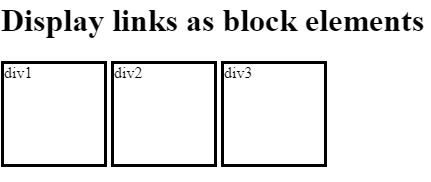 Display links as block elements
div1 div2 div3